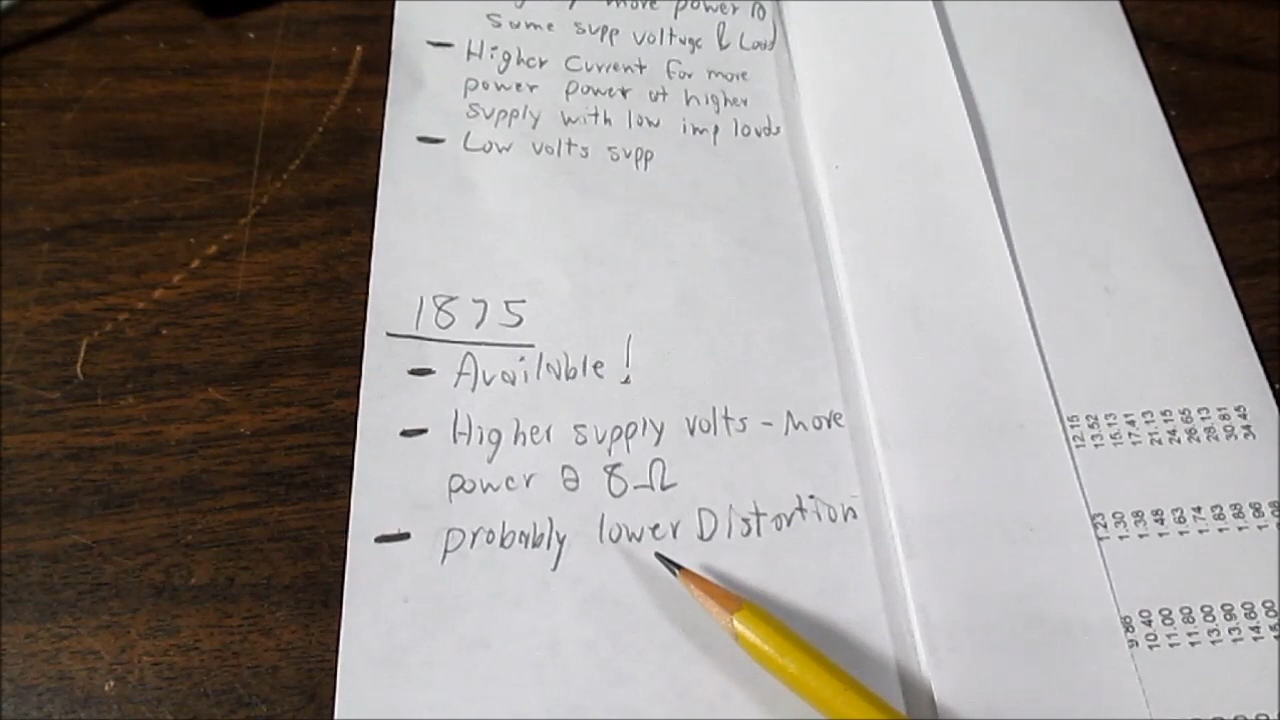 more power @
same supp voltage & Load
- Higher Current for more
power power at higher
supply with low imp loads
- Low volts supp
1875
- Available!
- Higher supply volts - More
power @ 8Ω
- probably lower Distortion
12.15
13.52
15.13
17.41
21.13
24.15
26.65
28.13
30.81
34.45
1.23
1.30
1.38
1.48
1.63
1.74
1.83
1.88
1.86
9.86
10.40
11.00
11.80
13.00
13.90
14.60
15.00